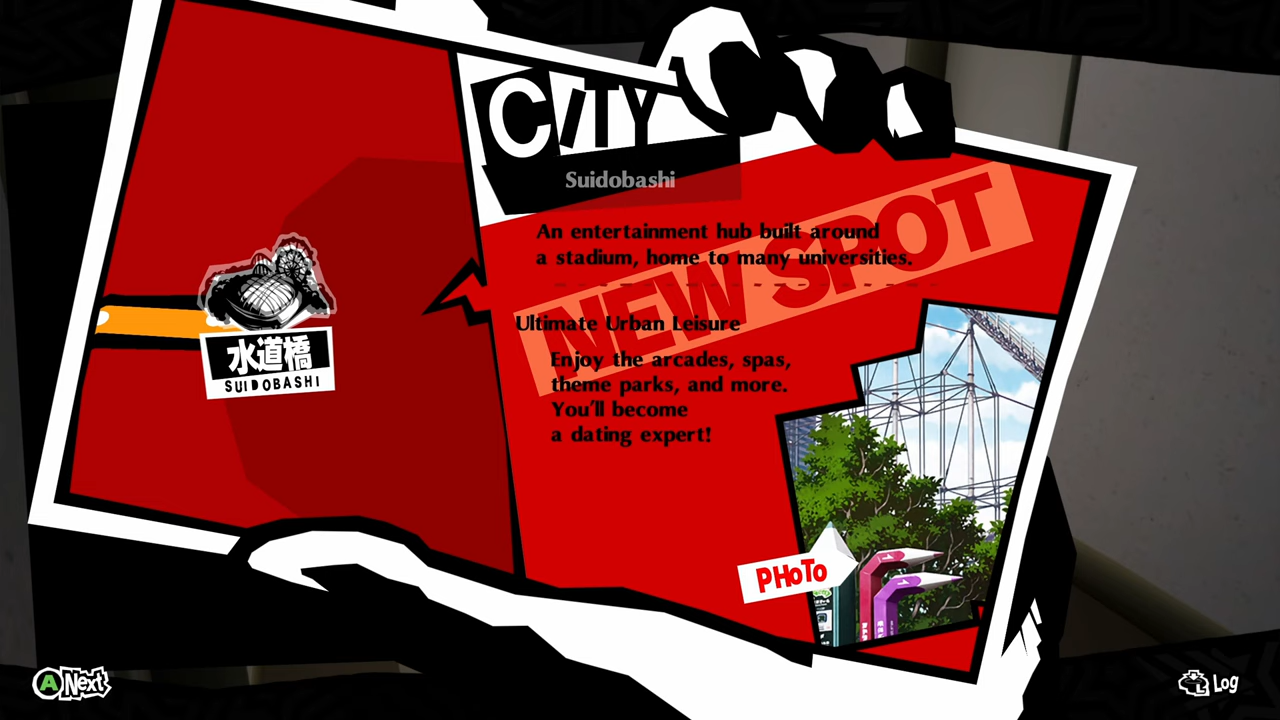 CITY
Suidobashi
NEW SPOT
An entertainment hub built around
a stadium, home to many universities.
Ultimate Urban Leisure
Enjoy the arcades, spas,
theme parks, and more.
You'll become
a dating expert!
水道橋
SUIDOBASHI
PHoTo
A Next
L Log